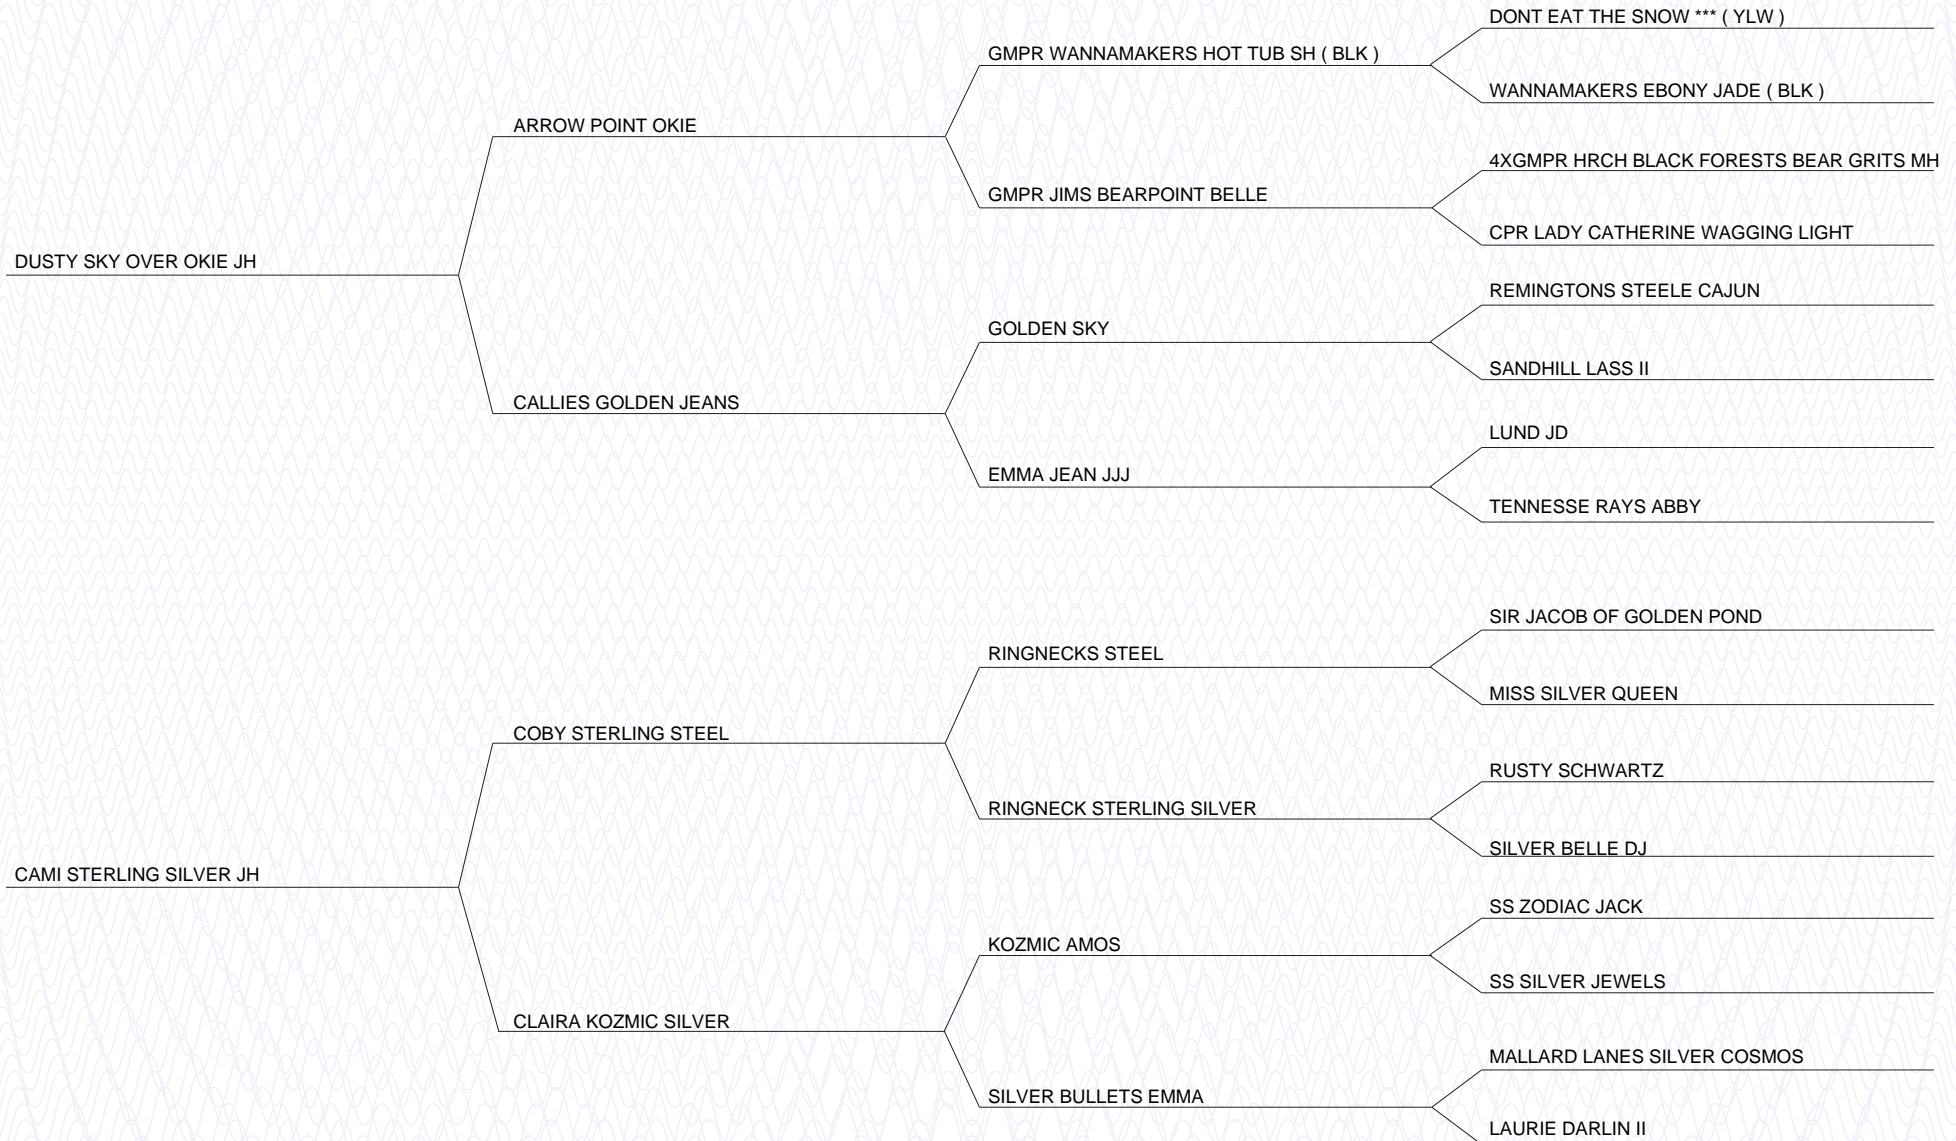 DONT EAT THE SNOW *** ( YLW )
GMPR WANNAMAKERS HOT TUB SH ( BLK )
WANNAMAKERS EBONY JADE ( BLK )
ARROW POINT OKIE
4XGMPR HRCH BLACK FORESTS BEAR GRITS MH
GMPR JIMS BEARPOINT BELLE
CPR LADY CATHERINE WAGGING LIGHT
DUSTY SKY OVER OKIE JH
REMINGTONS STEELE CAJUN
GOLDEN SKY
SANDHILL LASS II
CALLIES GOLDEN JEANS
LUND JD
EMMA JEAN JJJ
TENNESSE RAYS ABBY
SIR JACOB OF GOLDEN POND
RINGNECKS STEEL
MISS SILVER QUEEN
COBY STERLING STEEL
RUSTY SCHWARTZ
RINGNECK STERLING SILVER
SILVER BELLE DJ
CAMI STERLING SILVER JH
SS ZODIAC JACK
KOZMIC AMOS
SS SILVER JEWELS
CLAIRA KOZMIC SILVER
MALLARD LANES SILVER COSMOS
SILVER BULLETS EMMA
LAURIE DARLIN II